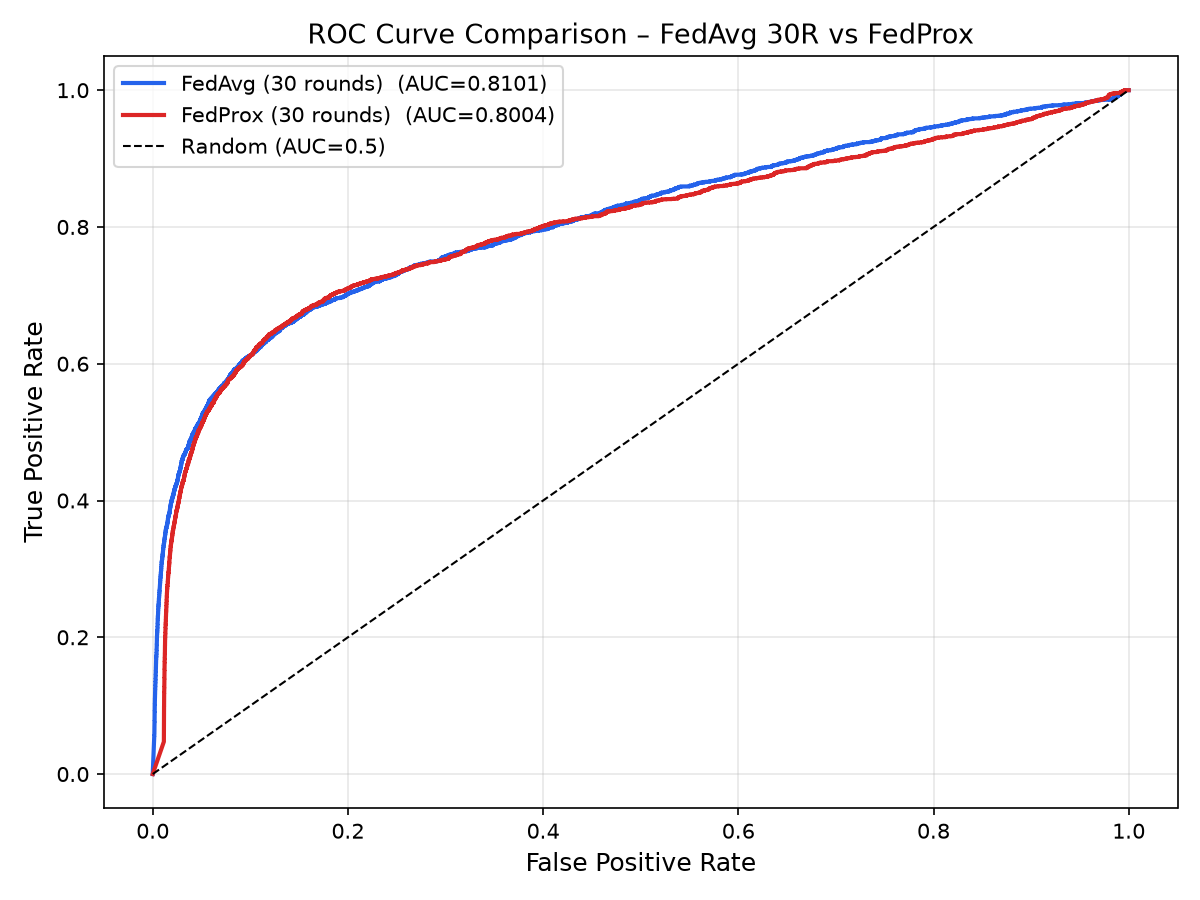 ROC Curve Comparison – FedAvg 30R vs FedProx
FedAvg (30 rounds)  (AUC=0.8101)
FedProx (30 rounds)  (AUC=0.8004)
Random (AUC=0.5)
True Positive Rate
1.0
0.8
0.6
0.4
0.2
0.0
0.0 0.2 0.4 0.6 0.8 1.0
False Positive Rate